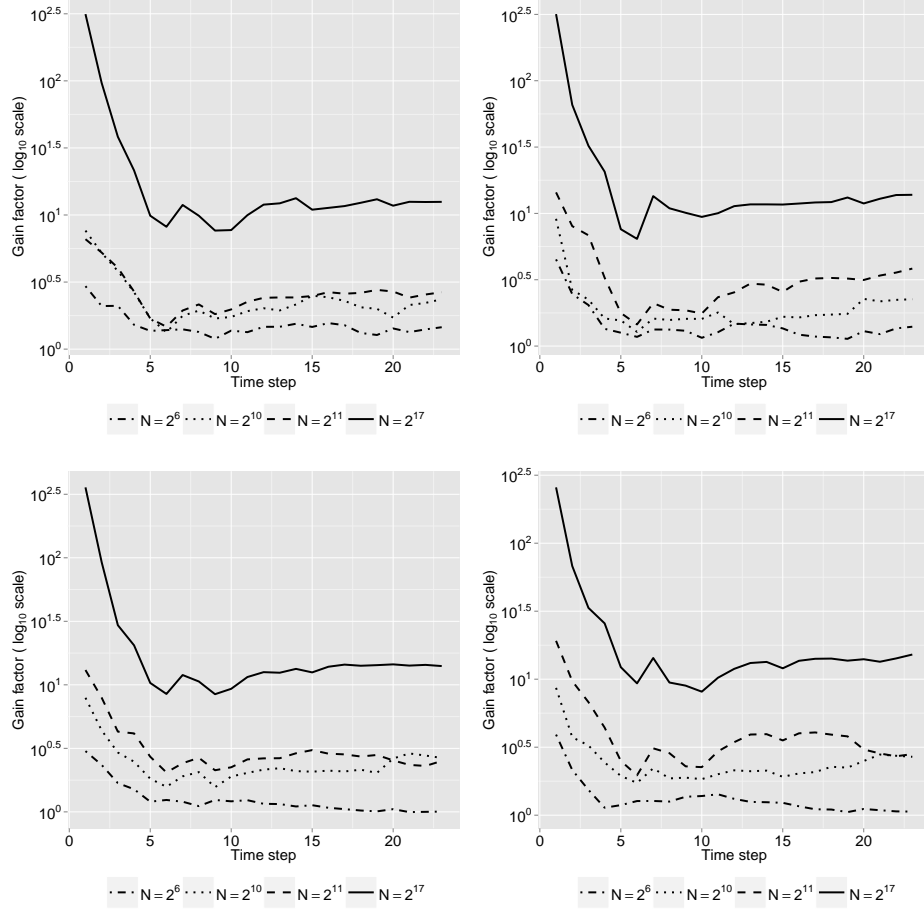 10^2.5
10^2
10^1.5
10^1
10^0.5
10^0
Gain factor ( log₁₀ scale)
0 5 10 15 20
Time step
N = 2^6 N = 2^10 N = 2^11 N = 2^17
10^2.5
10^2
10^1.5
10^1
10^0.5
10^0
Gain factor ( log₁₀ scale)
0 5 10 15 20
Time step
N = 2^6 N = 2^10 N = 2^11 N = 2^17
10^2.5
10^2
10^1.5
10^1
10^0.5
10^0
Gain factor ( log₁₀ scale)
0 5 10 15 20
Time step
N = 2^6 N = 2^10 N = 2^11 N = 2^17
10^2.5
10^2
10^1.5
10^1
10^0.5
10^0
Gain factor ( log₁₀ scale)
0 5 10 15 20
Time step
N = 2^6 N = 2^10 N = 2^11 N = 2^17